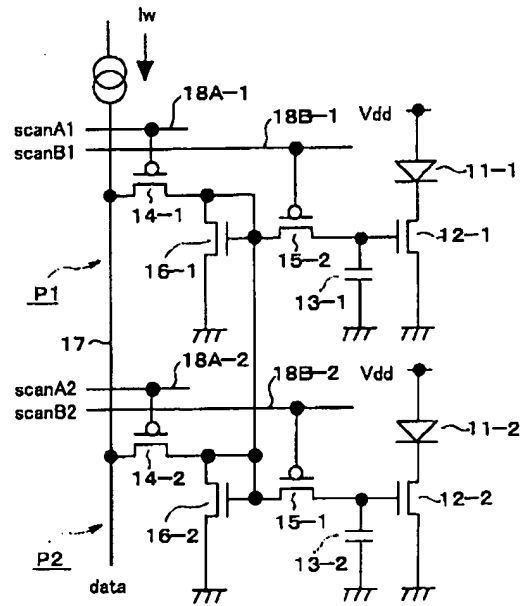 Iw
18A-1
scanA1
18B-1
Vdd
scanB1
11-1
14-1
12-1
16-1
15-2
13-1
P1
17
18A-2
scanA2
18B-2
Vdd
scanB2
11-2
14-2
12-2
16-2
15-1
13-2
P2
data